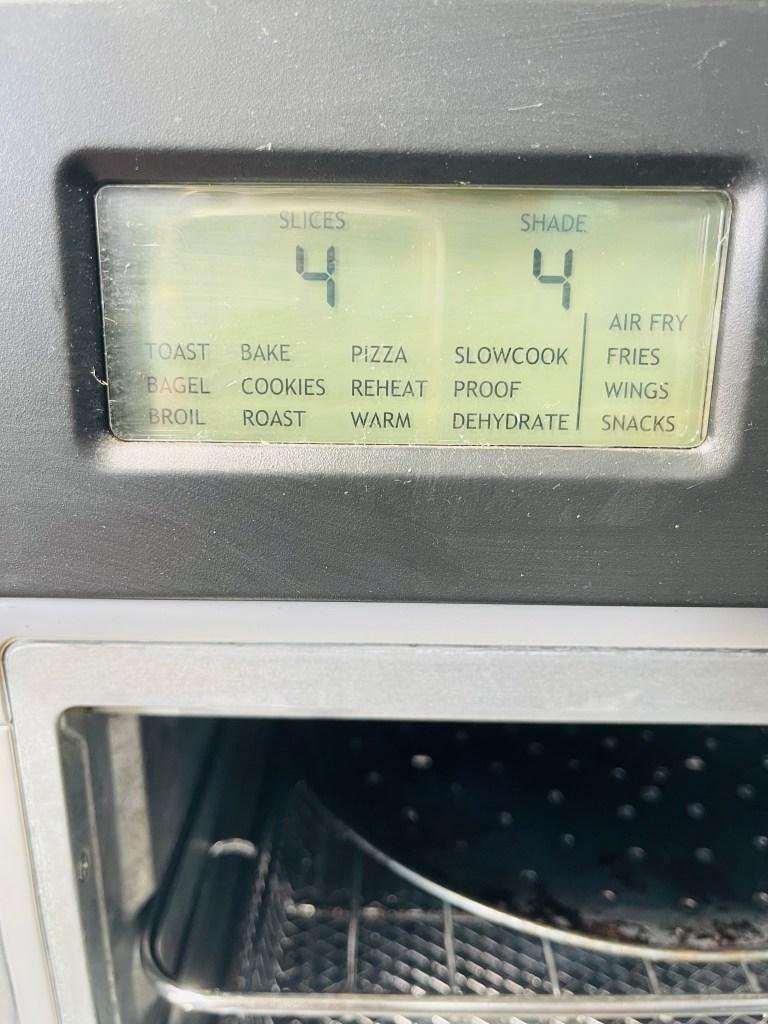 SLICES SHADE
4 4
AIR FRY
TOAST BAKE PIZZA SLOWCOOK FRIES
BAGEL COOKIES REHEAT PROOF WINGS
BROIL ROAST WARM DEHYDRATE SNACKS